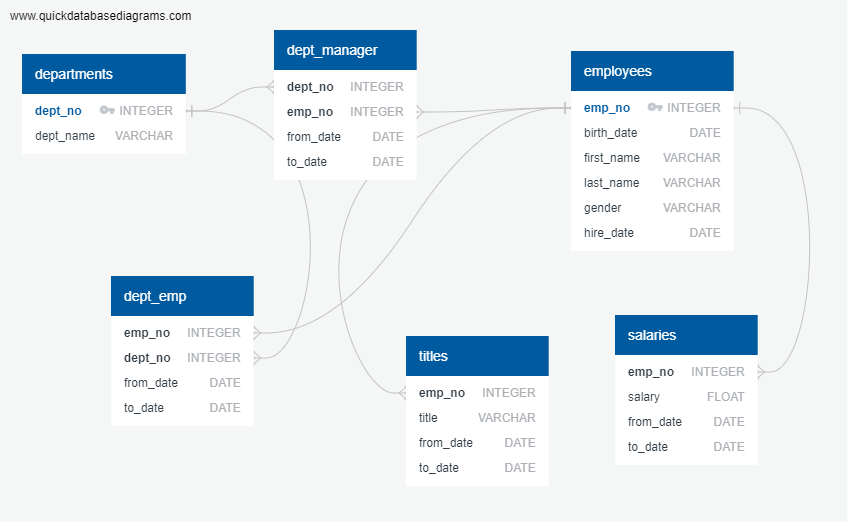 www.quickdatabasediagrams.com
departments
dept_no INTEGER
dept_name VARCHAR
dept_manager
dept_no INTEGER
emp_no INTEGER
from_date DATE
to_date DATE
employees
emp_no INTEGER
birth_date DATE
first_name VARCHAR
last_name VARCHAR
gender VARCHAR
hire_date DATE
dept_emp
emp_no INTEGER
dept_no INTEGER
from_date DATE
to_date DATE
titles
emp_no INTEGER
title VARCHAR
from_date DATE
to_date DATE
salaries
emp_no INTEGER
salary FLOAT
from_date DATE
to_date DATE